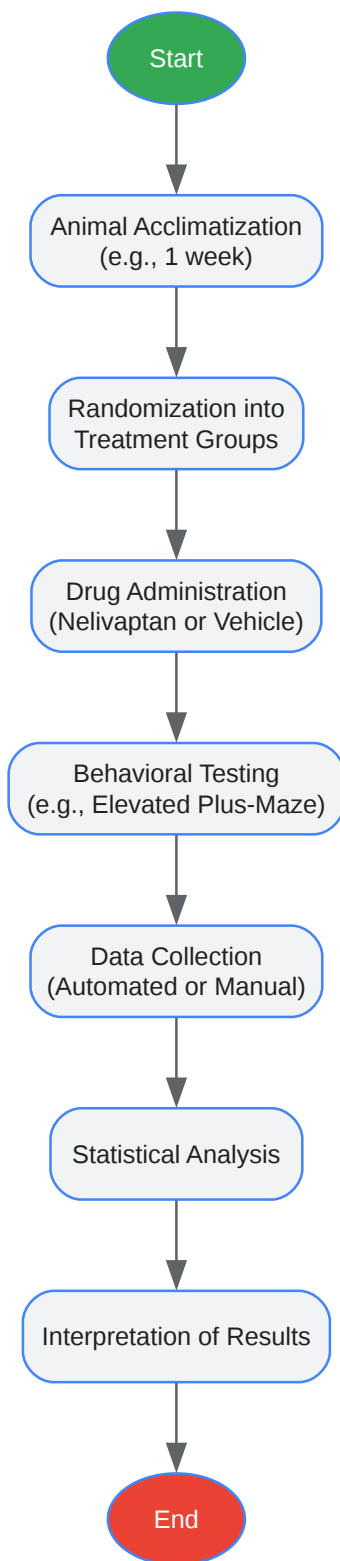 Start
Animal Acclimatization
(e.g., 1 week)
Randomization into
Treatment Groups
Drug Administration
(Nelivaptan or Vehicle)
Behavioral Testing
(e.g., Elevated Plus-Maze)
Data Collection
(Automated or Manual)
Statistical Analysis
Interpretation of Results
End